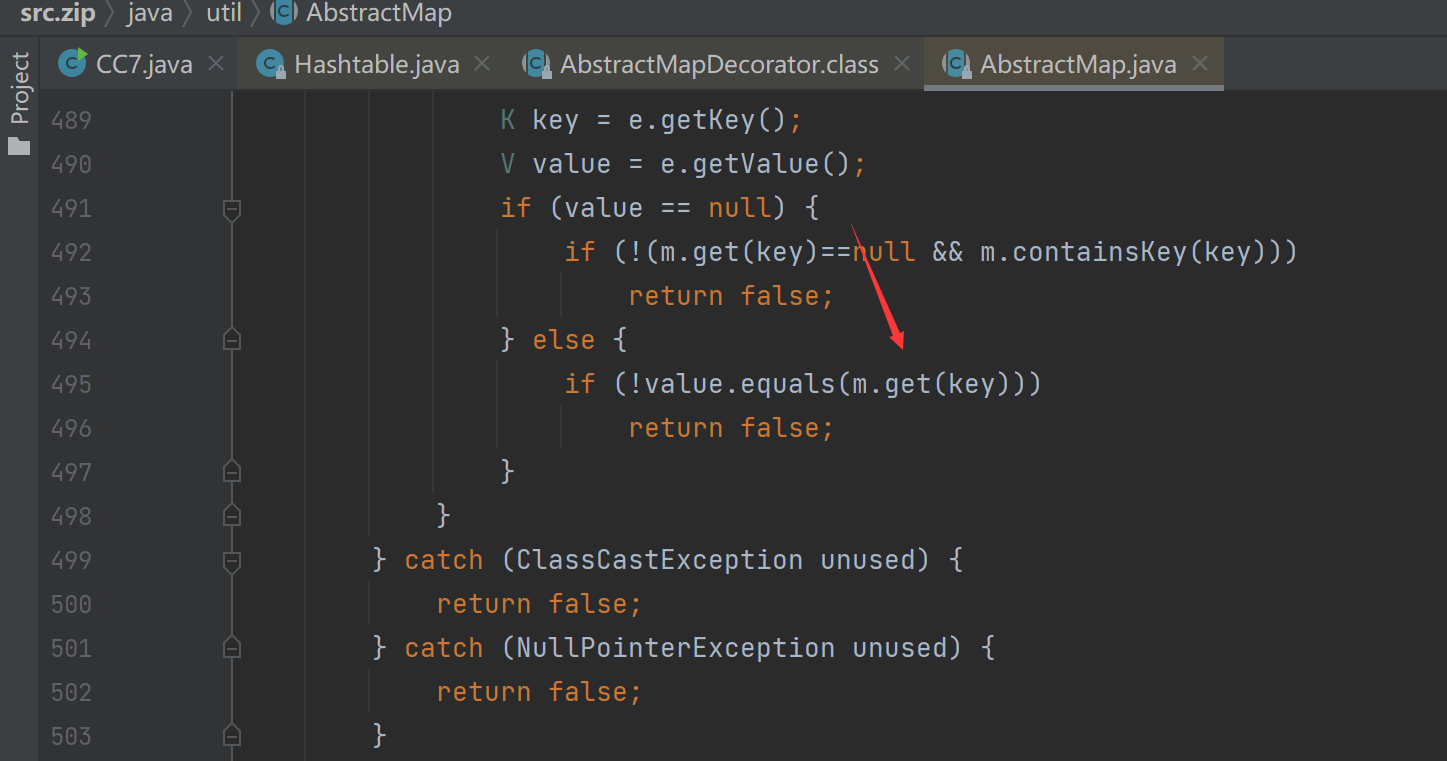 src.zip java util AbstractMap
Project
CC7.java Hashtable.java AbstractMapDecorator.class AbstractMap.java
489 K key = e.getKey();
490 V value = e.getValue();
491 if (value == null) {
492 if (!(m.get(key)==null && m.containsKey(key)))
493 return false;
494 } else {
495 if (!value.equals(m.get(key)))
496 return false;
497 }
498 }
499 } catch (ClassCastException unused) {
500 return false;
501 } catch (NullPointerException unused) {
502 return false;
503 }